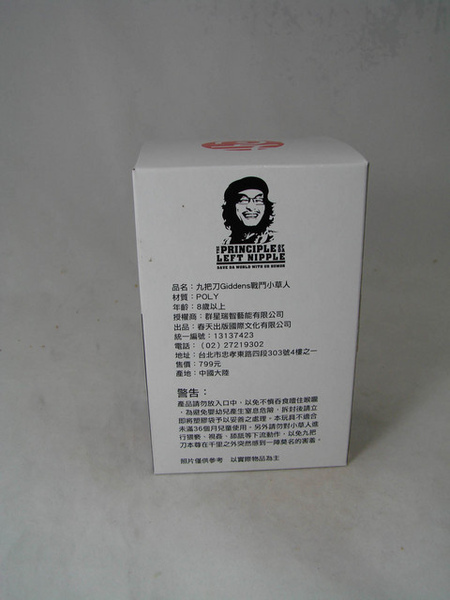 THE PRINCIPLE OF
LEFT NIPPLE
SAVE DA WORLD WITH UR HUMOR
品名：九把刀Giddens戰鬥小草人
材質：POLY
年齡：8歲以上
授權商：群星瑞智藝能有限公司
出品：春天出版國際文化有限公司
統一編號：13137423
電話：（02）27219302
地址：台北市忠孝東路四段303號4樓之一
售價：799元
產地：中國大陸
警告：
產品請勿放入口中，以免不慎吞食噎住喉嚨
，為避免嬰幼兒產生窒息危險，拆封後請立
即將塑膠袋予以妥善之處理。本玩具不適合
未滿36個月兒童使用。另外請勿對小草人進
行猥褻、視姦、舔舐等下流動作，以免九把
刀本尊在千里之外突然感到一陣莫名的害羞。
照片僅供參考　以實際物品為主